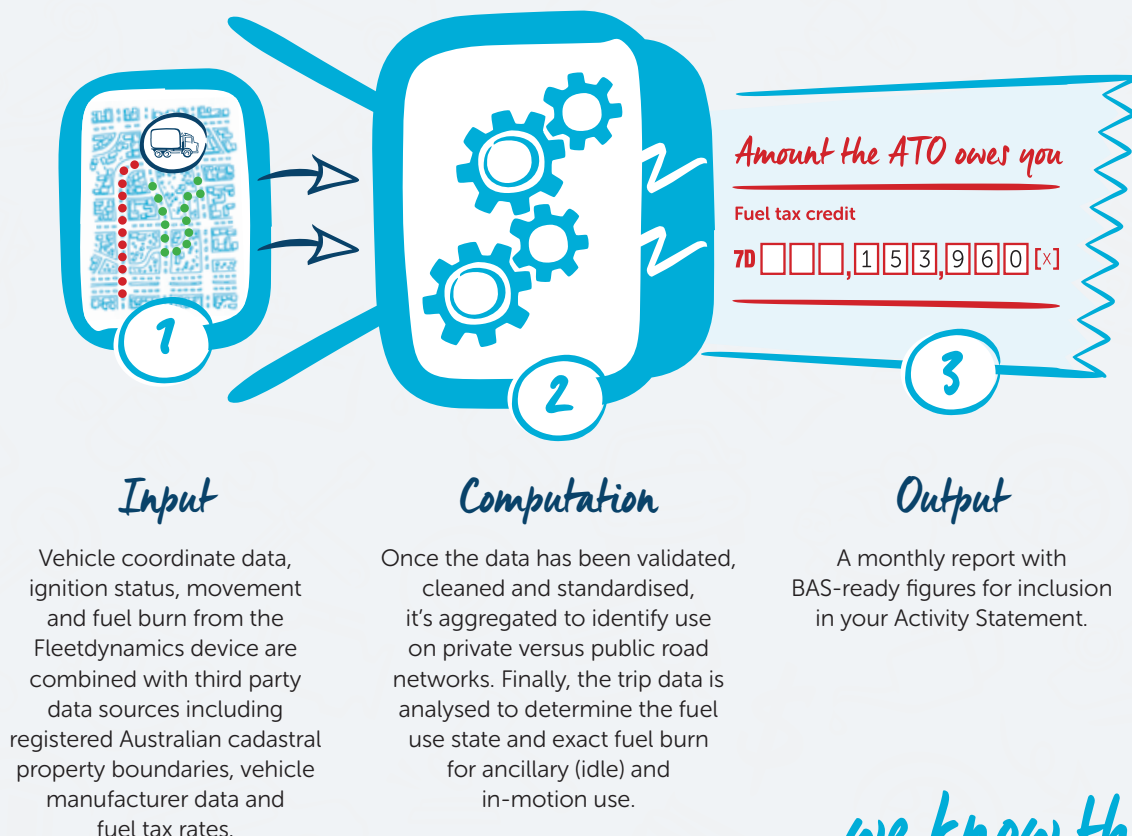 Amount the ATO owes you
Fuel tax credit
7D ,153,960 [x]
1
2
3
Input
Vehicle coordinate data,
ignition status, movement
and fuel burn from the
Fleetdynamics device are
combined with third party
data sources including
registered Australian cadastral
property boundaries, vehicle
manufacturer data and
fuel tax rates.
Computation
Once the data has been validated,
cleaned and standardised,
it's aggregated to identify use
on private versus public road
networks. Finally, the trip data is
analysed to determine the fuel
use state and exact fuel burn
for ancillary (idle) and
in-motion use.
Output
A monthly report with
BAS-ready figures for inclusion
in your Activity Statement.
we know th